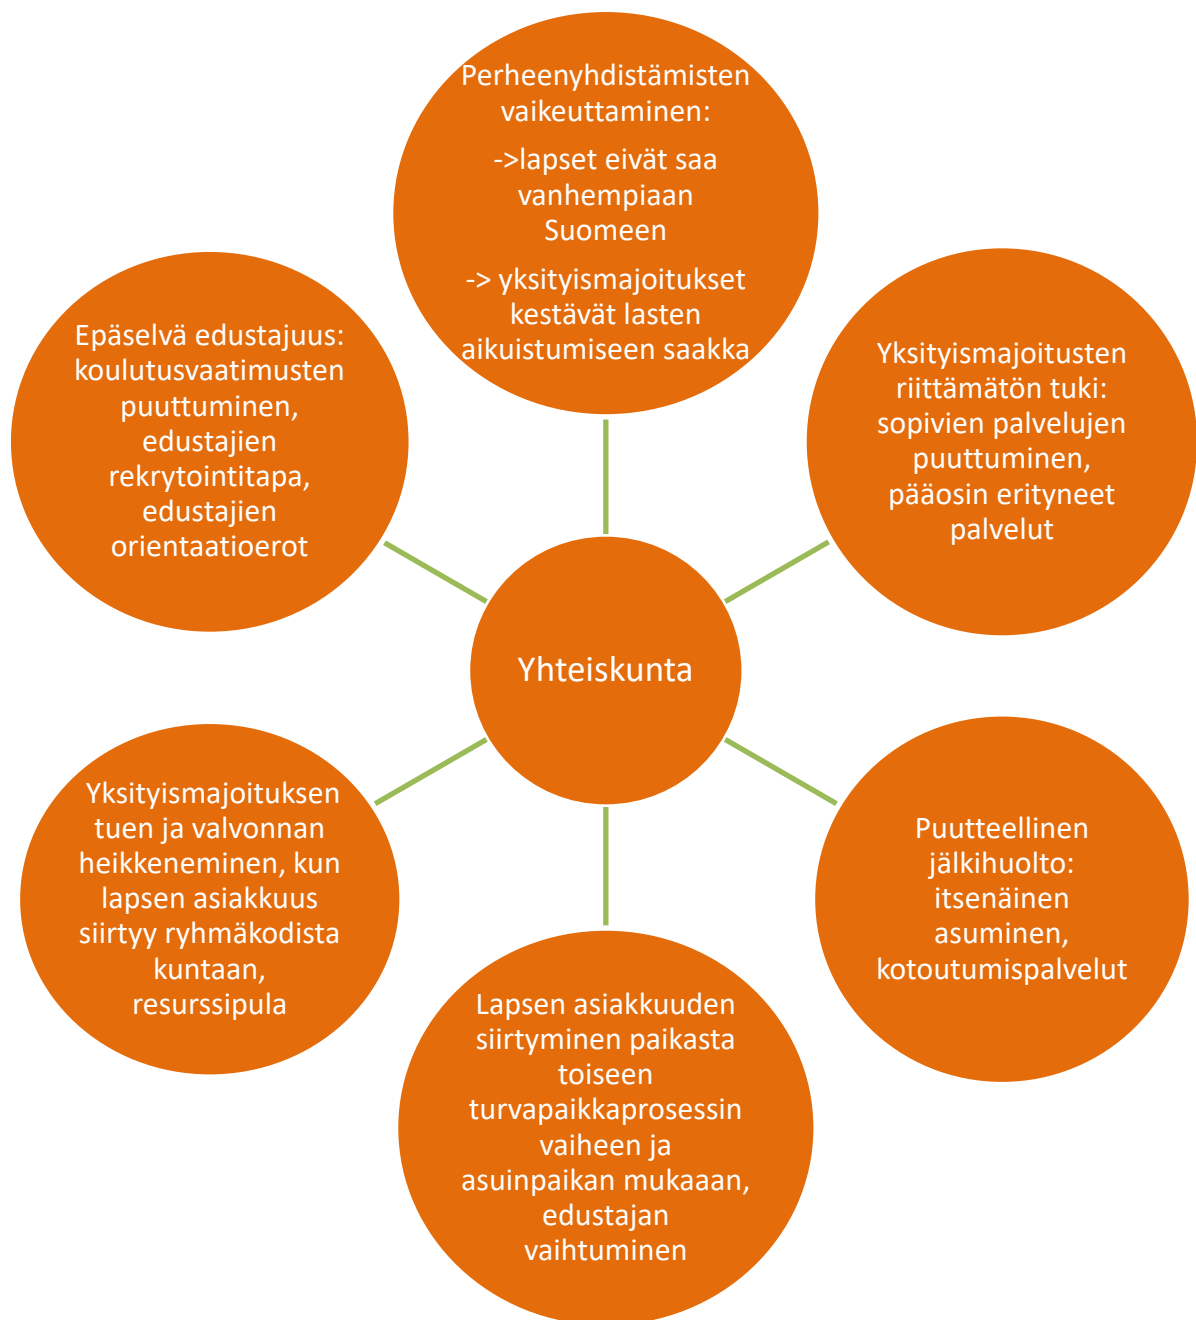 Perheenyhdistämisten
vaikeuttaminen:
->lapset eivät saa
vanhempiaan
Suomeen
-> yksityismajoitukset
kestävät lasten
aikuistumiseen saakka
Yksityismajoitusten
riittämätön tuki:
sopivien palvelujen
puuttuminen,
pääosin erityneet
palvelut
Puutteellinen
jälkihuolto:
itsenäinen
asuminen,
kotoutumispalvelut
Lapsen asiakkuuden
siirtyminen paikasta
toiseen
turvapaikkaprosessin
vaiheen ja
asuinpaikan mukaaan,
edustajan
vaihtuminen
Yksityismajoituksen
tuen ja valvonnan
heikkeneminen, kun
lapsen asiakkuus
siirtyy ryhmäkodista
kuntaan,
resurssipula
Epäselvä edustajuus:
koulutusvaatimusten
puuttuminen,
edustajien
rekrytointitapa,
edustajien
orientaatioerot
Yhteiskunta